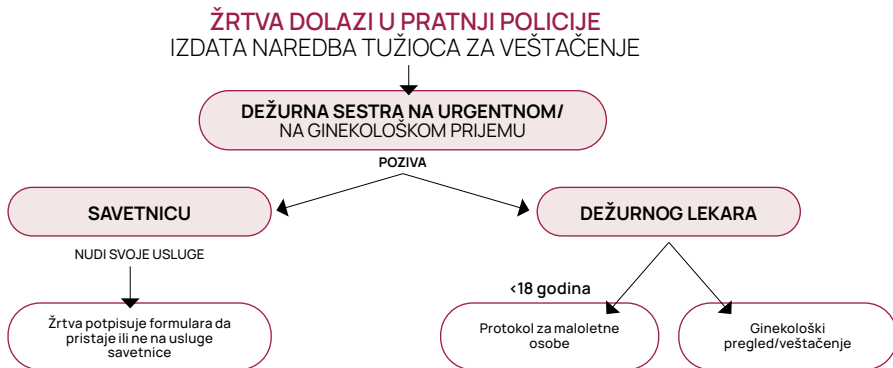 ŽRTVA DOLAZI U PRATNJI POLICIJE
IZDATA NAREDBA TUŽIOCA ZA VEŠTAČENJE
DEŽURNA SESTRA NA URGENTNOM/
NA GINEKOLOŠKOM PRIJEMU
POZIVA
SAVETNICU
DEŽURNOG LEKARA
NUDI SVOJE USLUGE
<18 godina
Žrtva potpisuje formulara da
pristaje ili ne na usluge
savetnice
Protokol za maloletne
osobe
Ginekološki
pregled/veštačenje